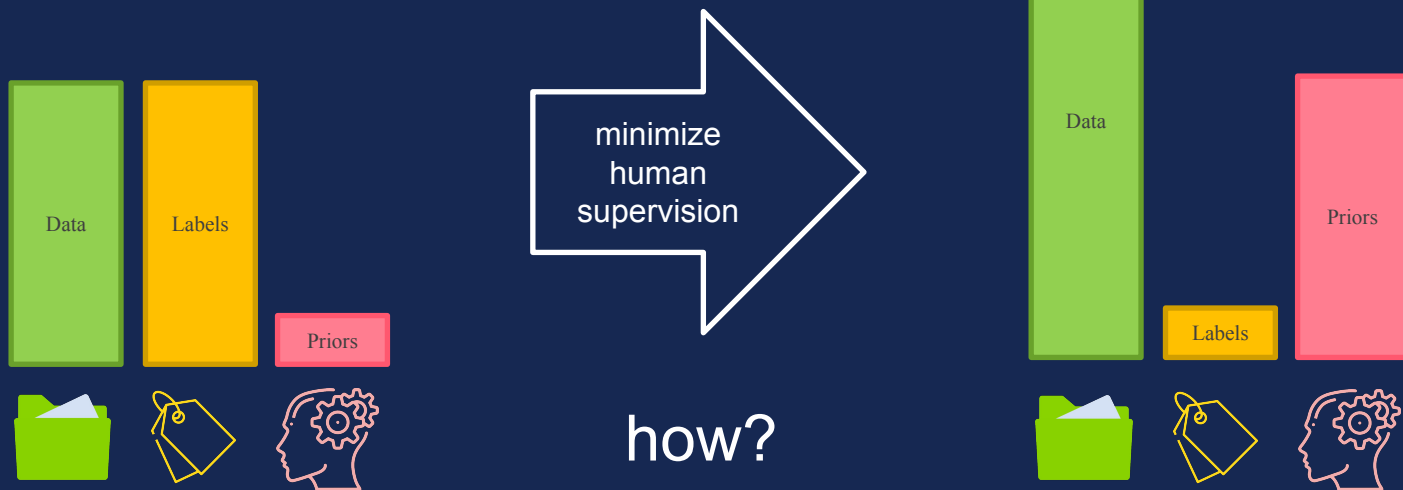 Data
Labels
Priors
minimize
human
supervision
how?
Data
Labels
Priors